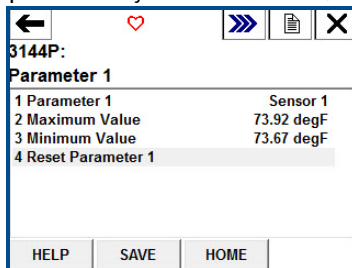 3144P:
Parameter 1
1 Parameter 1 Sensor 1
2 Maximum Value 73.92 degF
3 Minimum Value 73.67 degF
4 Reset Parameter 1
HELP SAVE HOME